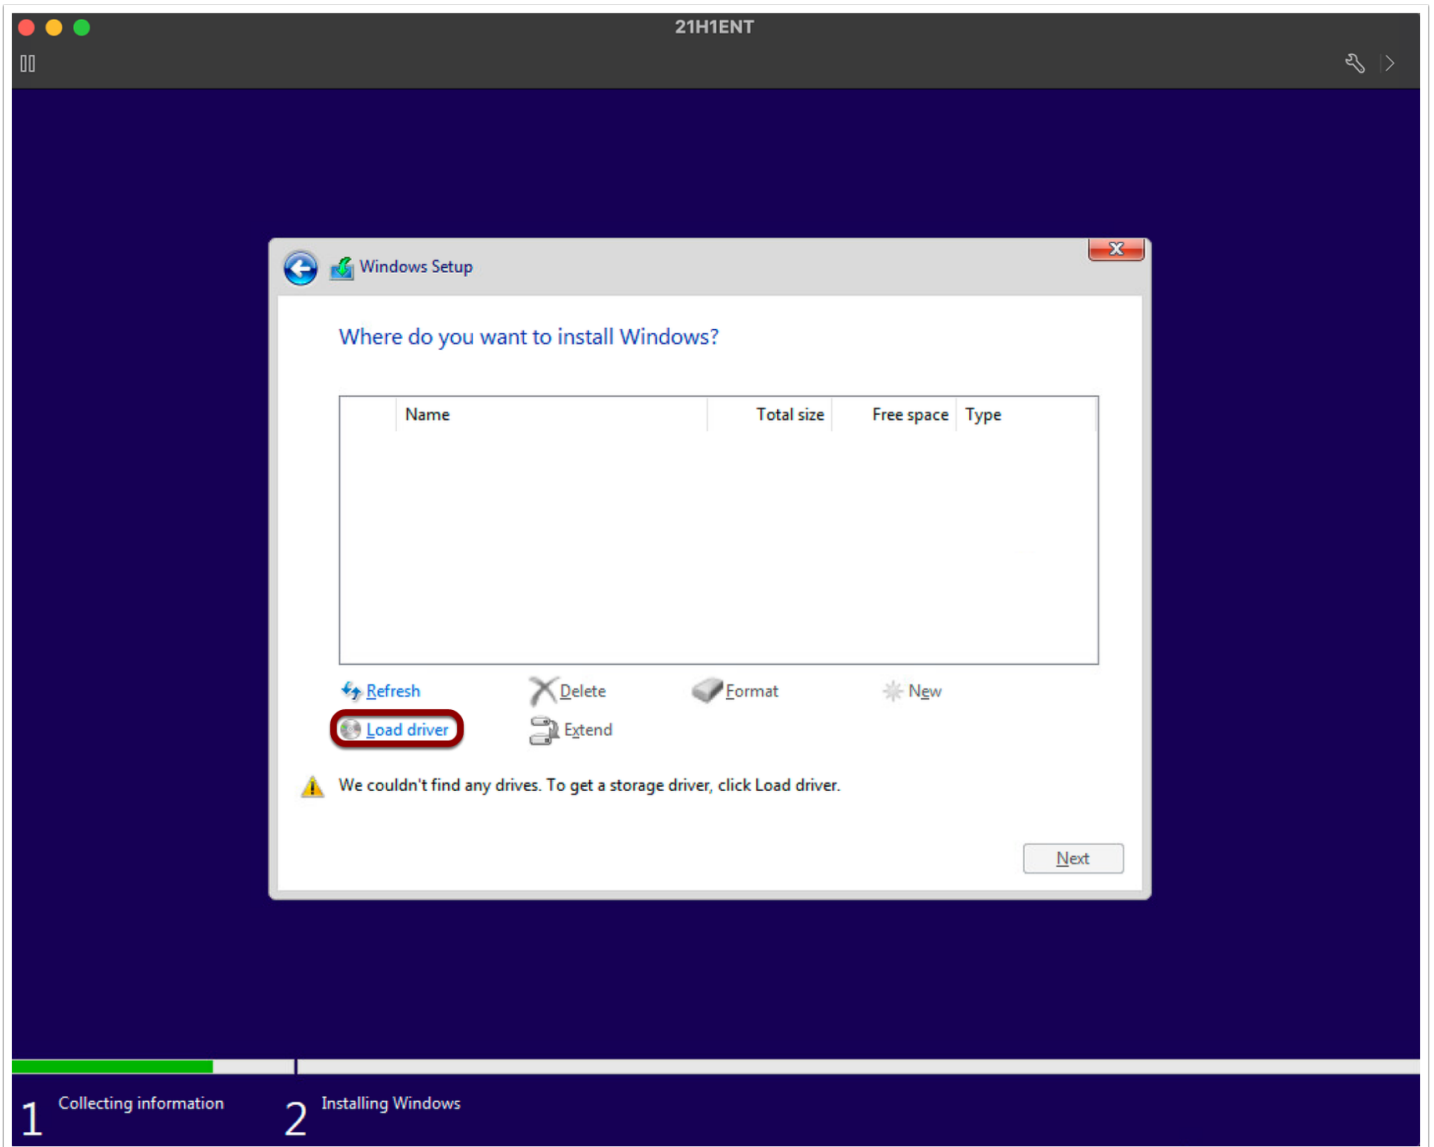 21H1ENT
Windows Setup
X
Where do you want to install Windows?
Name Total size Free space Type
Refresh Delete Format New
Load driver Extend
We couldn't find any drives. To get a storage driver, click Load driver.
Next
1 Collecting information 2 Installing Windows